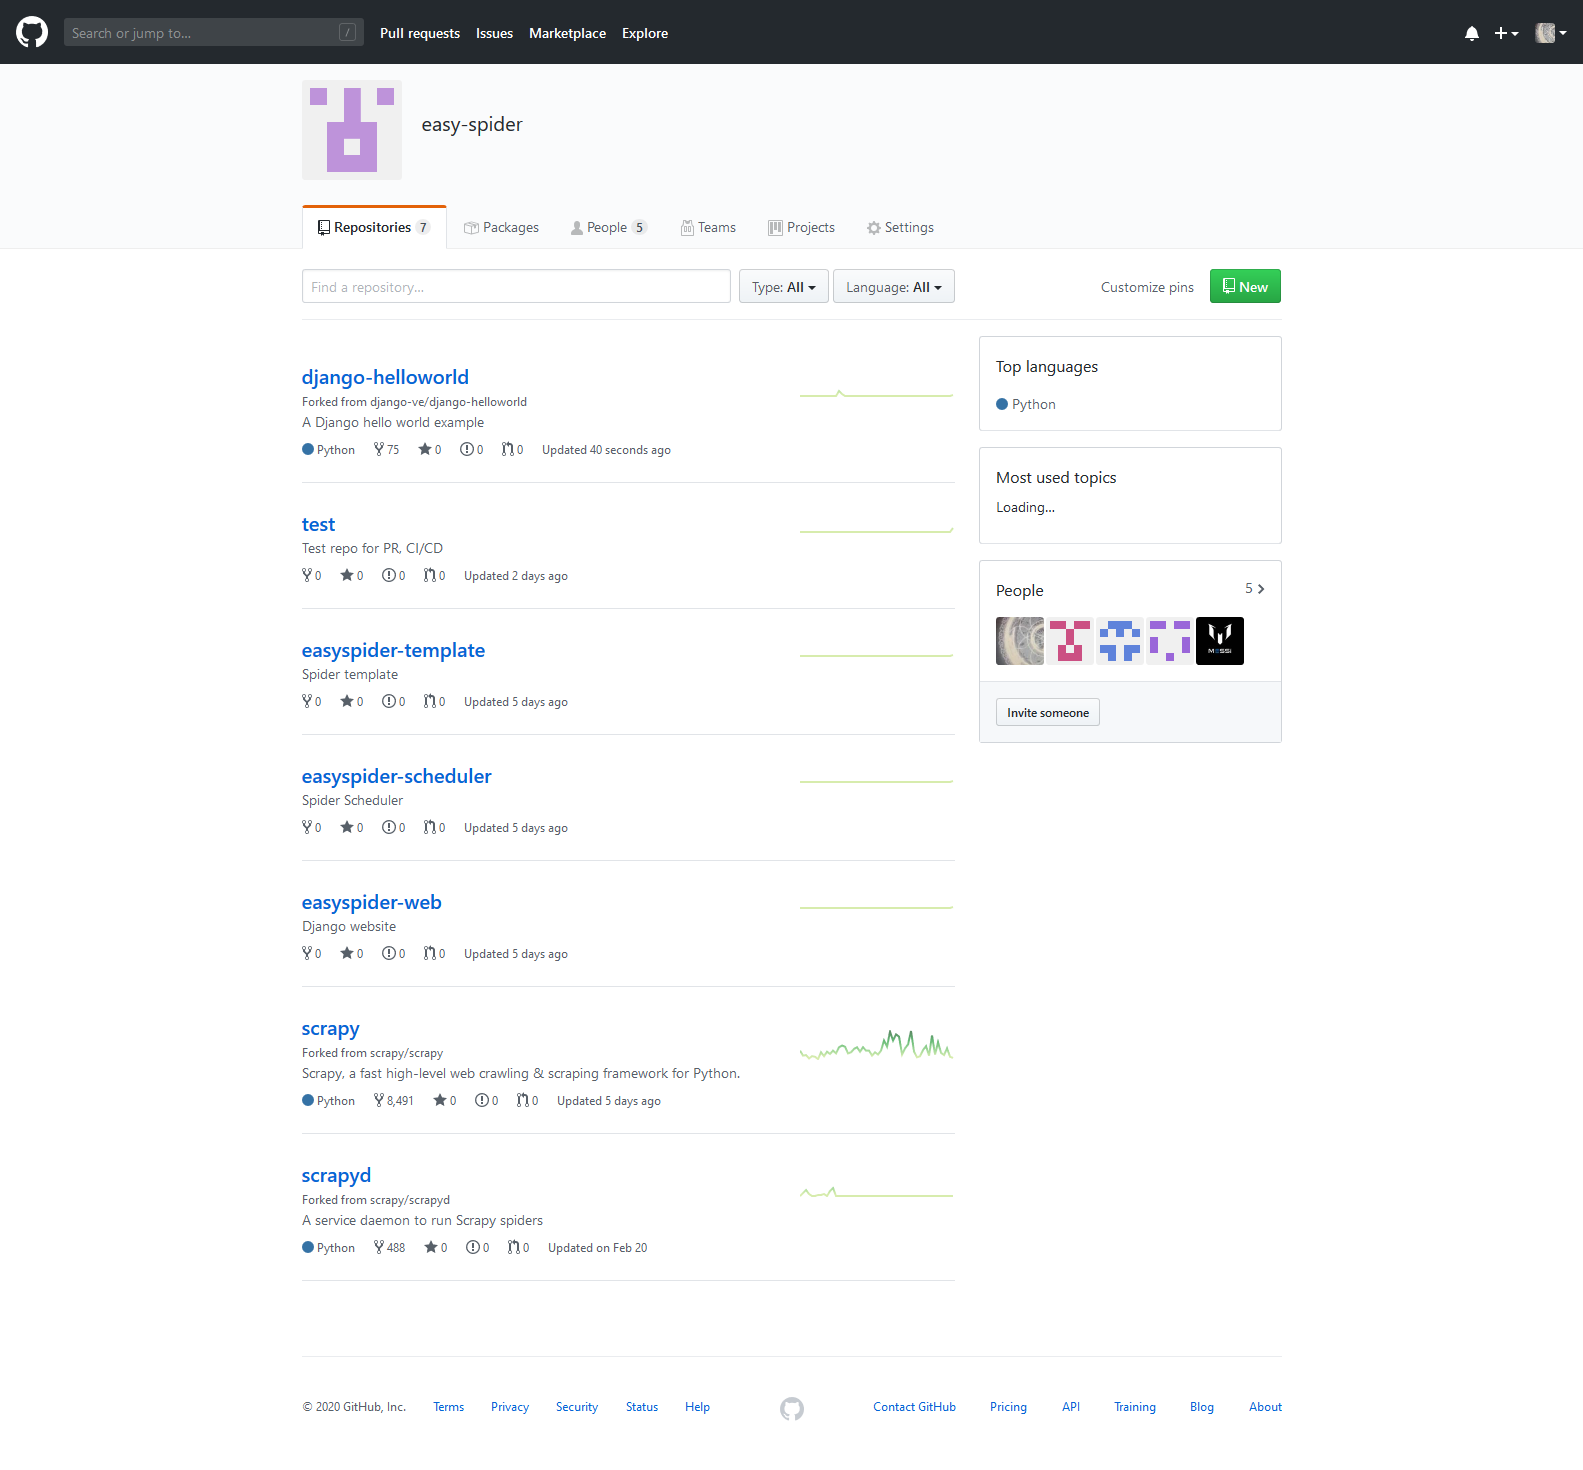 Search or jump to... / Pull requests Issues Marketplace Explore
easy-spider
Repositories 7 Packages People 5 Teams Projects Settings
Find a repository... Type: All Language: All Customize pins New
django-helloworld
Forked from django-ve/django-helloworld
A Django hello world example
Python 75 0 0 0 Updated 40 seconds ago
test
Test repo for PR, CI/CD
0 0 0 0 Updated 2 days ago
easyspider-template
Spider template
0 0 0 0 Updated 5 days ago
easyspider-scheduler
Spider Scheduler
0 0 0 0 Updated 5 days ago
easyspider-web
Django website
0 0 0 0 Updated 5 days ago
scrapy
Forked from scrapy/scrapy
Scrapy, a fast high-level web crawling & scraping framework for Python.
Python 8,491 0 0 0 Updated 5 days ago
scrapyd
Forked from scrapy/scrapyd
A service daemon to run Scrapy spiders
Python 488 0 0 0 Updated on Feb 20
Top languages
Python
Most used topics
Loading...
People 5
MESSI
Invite someone
© 2020 GitHub, Inc. Terms Privacy Security Status Help Contact GitHub Pricing API Training Blog About